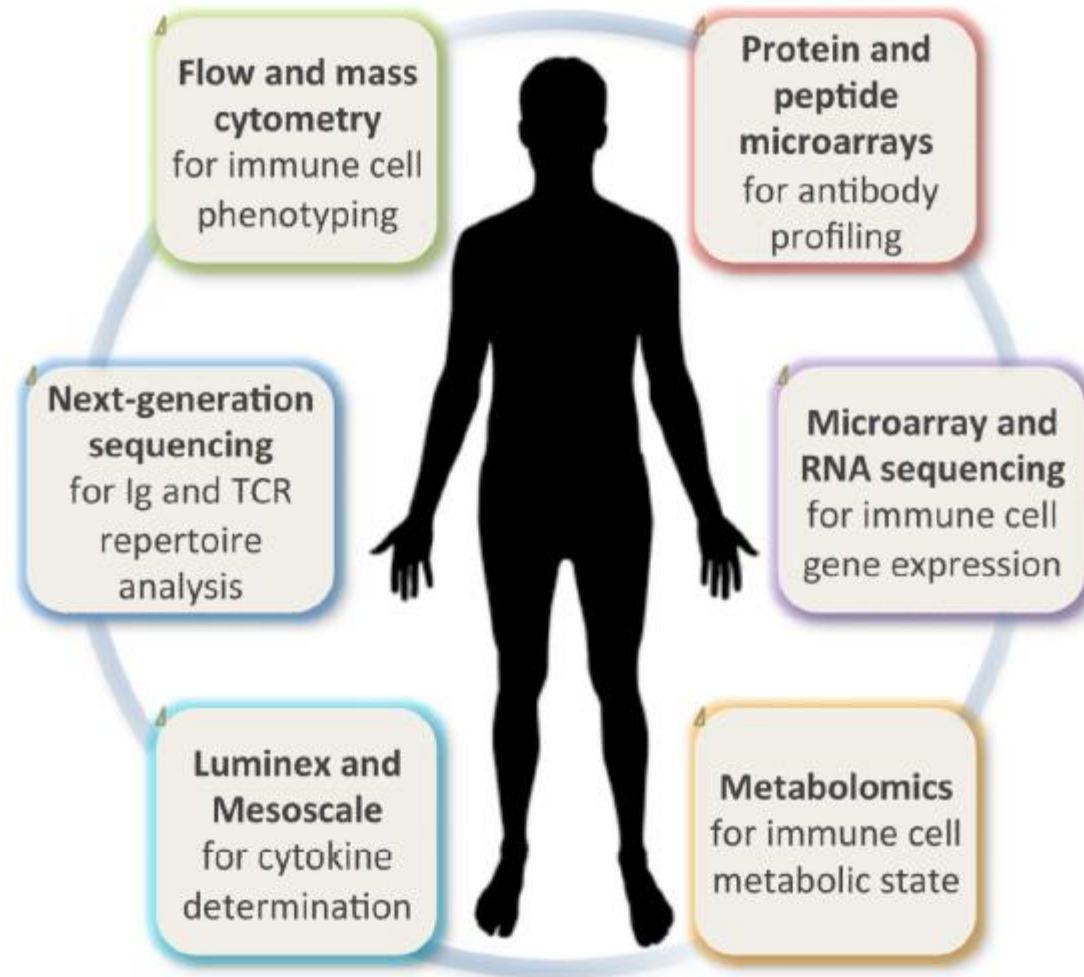 Flow and mass
cytometry
for immune cell
phenotyping
Protein and
peptide
microarrays
for antibody
profiling
Next-generation
sequencing
for Ig and TCR
repertoire
analysis
Microarray and
RNA sequencing
for immune cell
gene expression
Luminex and
Mesoscale
for cytokine
determination
Metabolomics
for immune cell
metabolic state